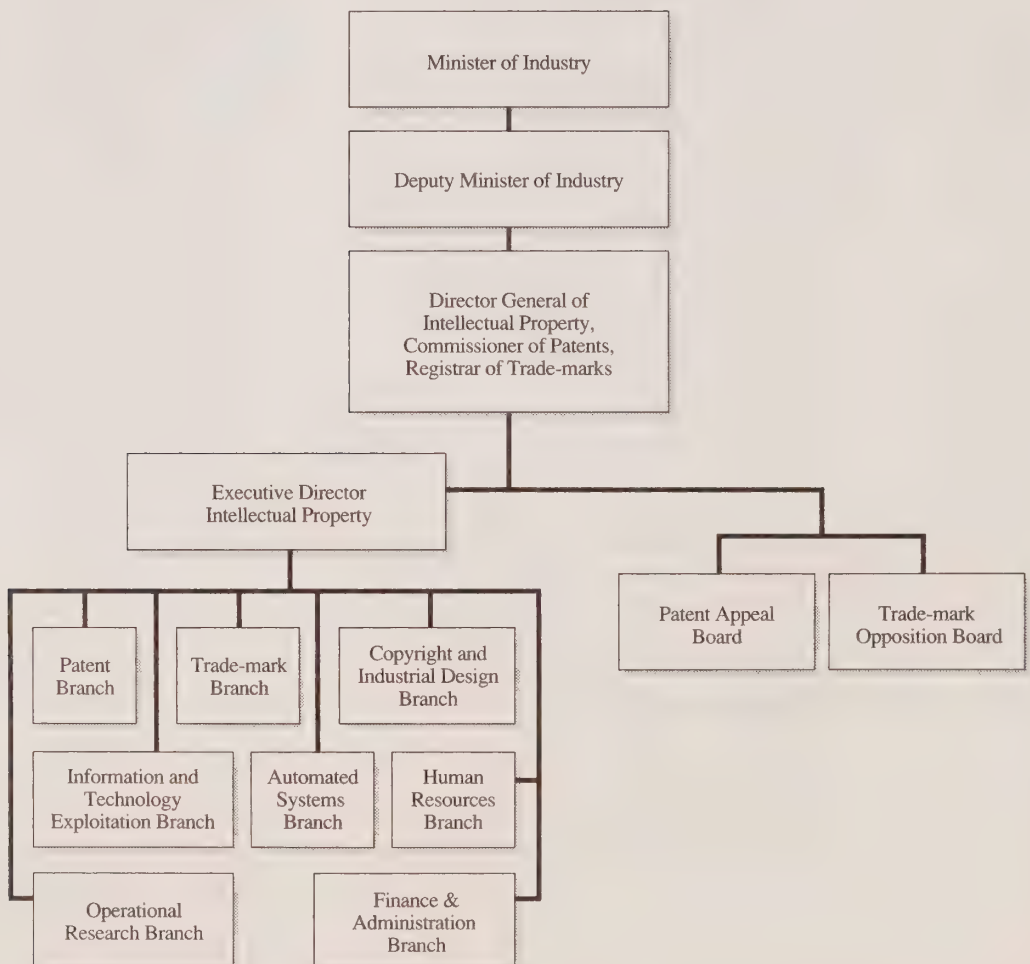 Minister of Industry
Deputy Minister of Industry
Director General of
Intellectual Property,
Commissioner of Patents,
Registrar of Trade-marks
Executive Director
Intellectual Property
Patent Appeal
Board
Trade-mark
Opposition Board
Patent
Branch
Trade-mark
Branch
Copyright and
Industrial Design
Branch
Information and
Technology
Exploitation Branch
Automated
Systems
Branch
Human
Resources
Branch
Operational
Research Branch
Finance &
Administration
Branch